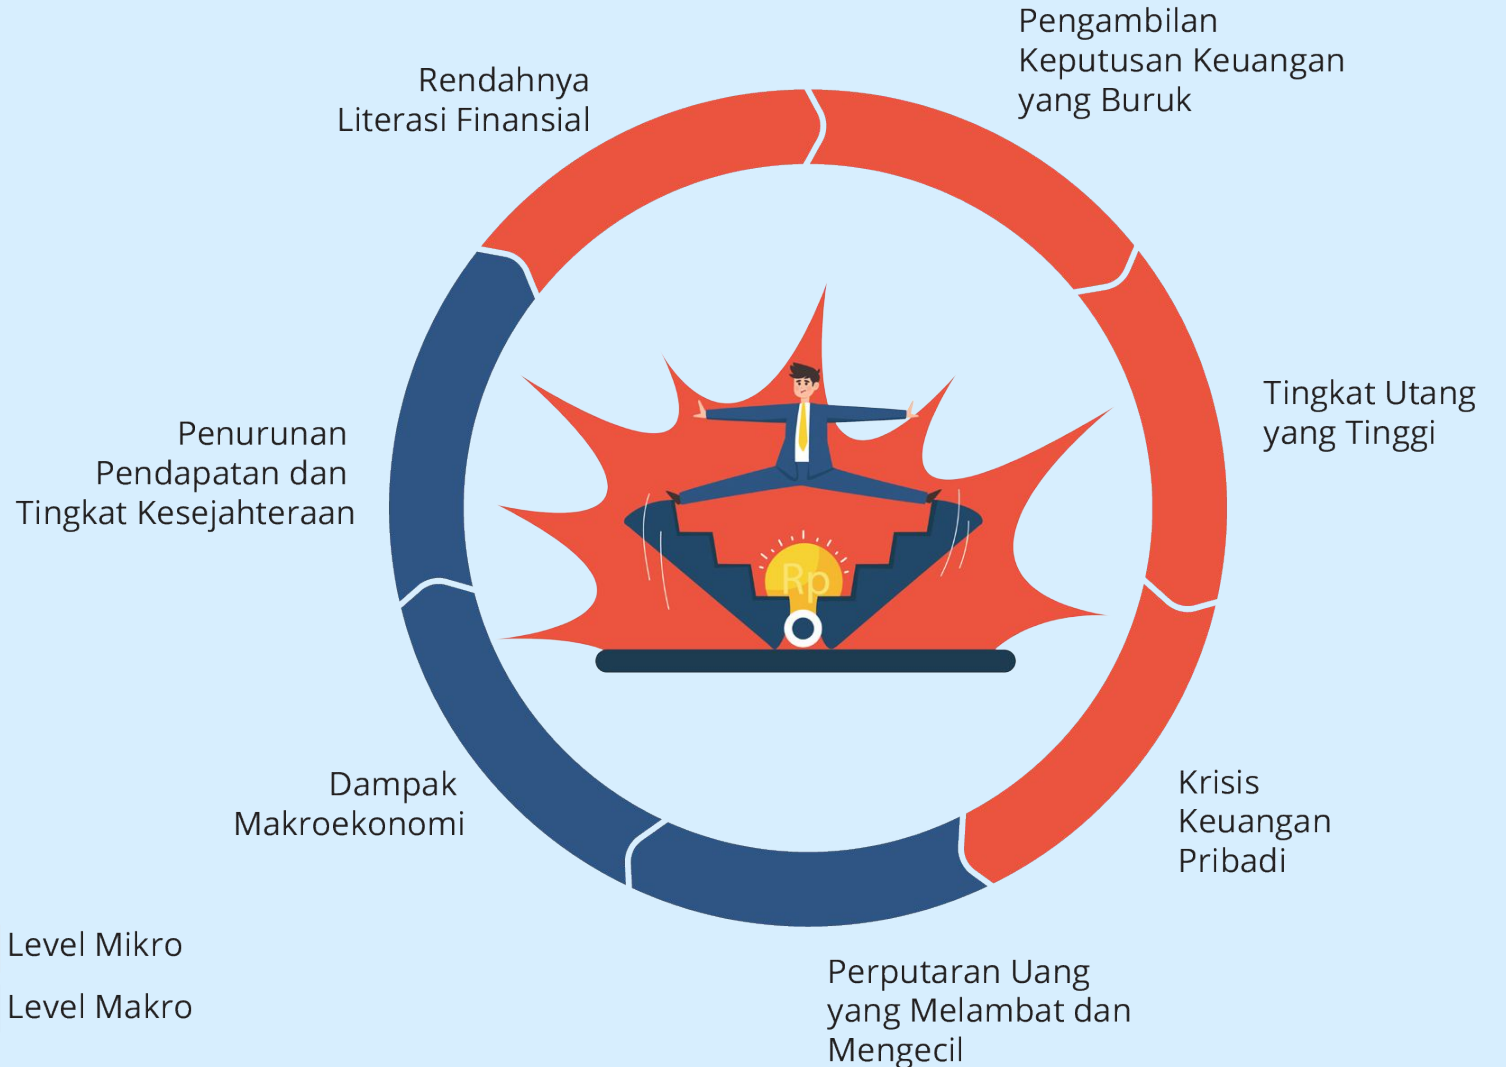 Pengambilan
Keputusan Keuangan
yang Buruk
Rendahnya
Literasi Finansial
Tingkat Utang
yang Tinggi
Penurunan
Pendapatan dan
Tingkat Kesejahteraan
Rp
Krisis
Keuangan
Pribadi
Dampak
Makroekonomi
Perputaran Uang
yang Melambat dan
Mengecil
Level Mikro
Level Makro